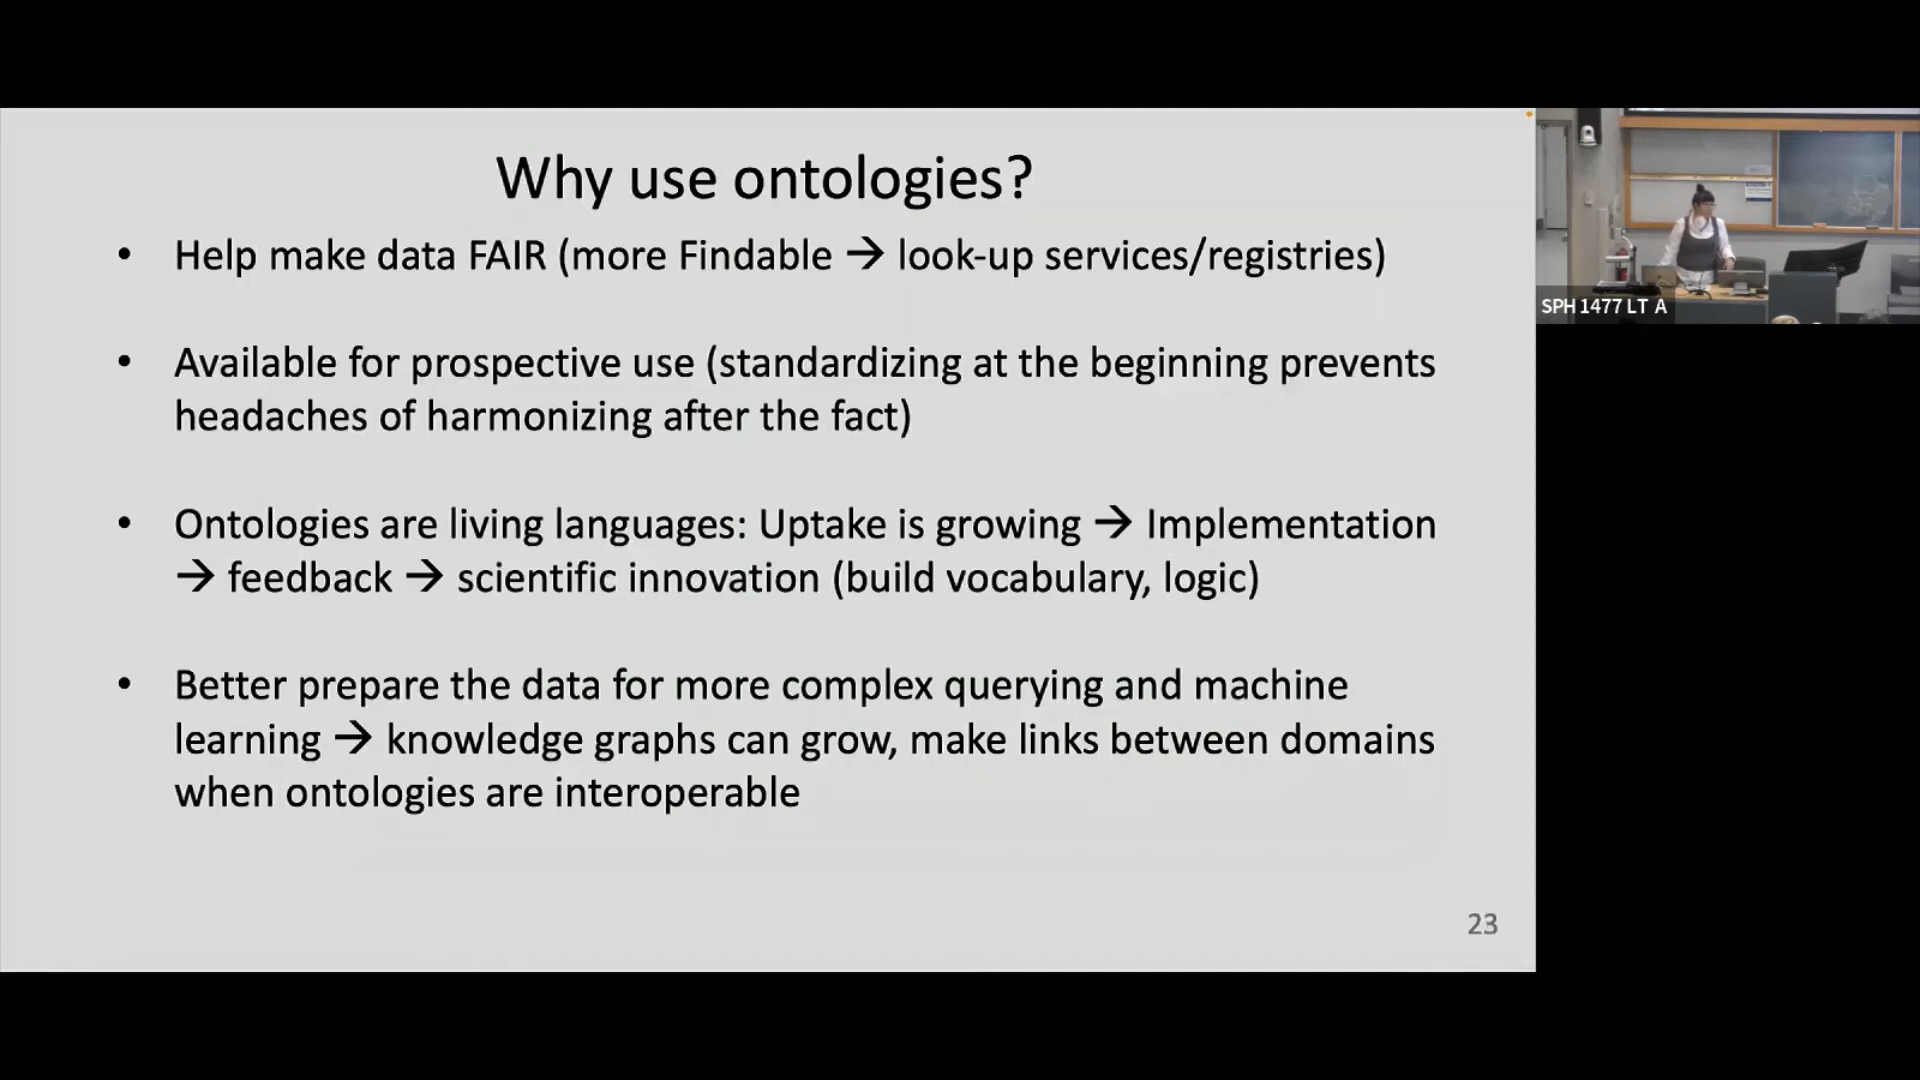 Why use ontologies?
• Help make data FAIR (more Findable → look-up services/registries)
• Available for prospective use (standardizing at the beginning prevents
headaches of harmonizing after the fact)
• Ontologies are living languages: Uptake is growing → Implementation
→ feedback → scientific innovation (build vocabulary, logic)
• Better prepare the data for more complex querying and machine
learning → knowledge graphs can grow, make links between domains
when ontologies are interoperable
23
SPH 1477 LT A